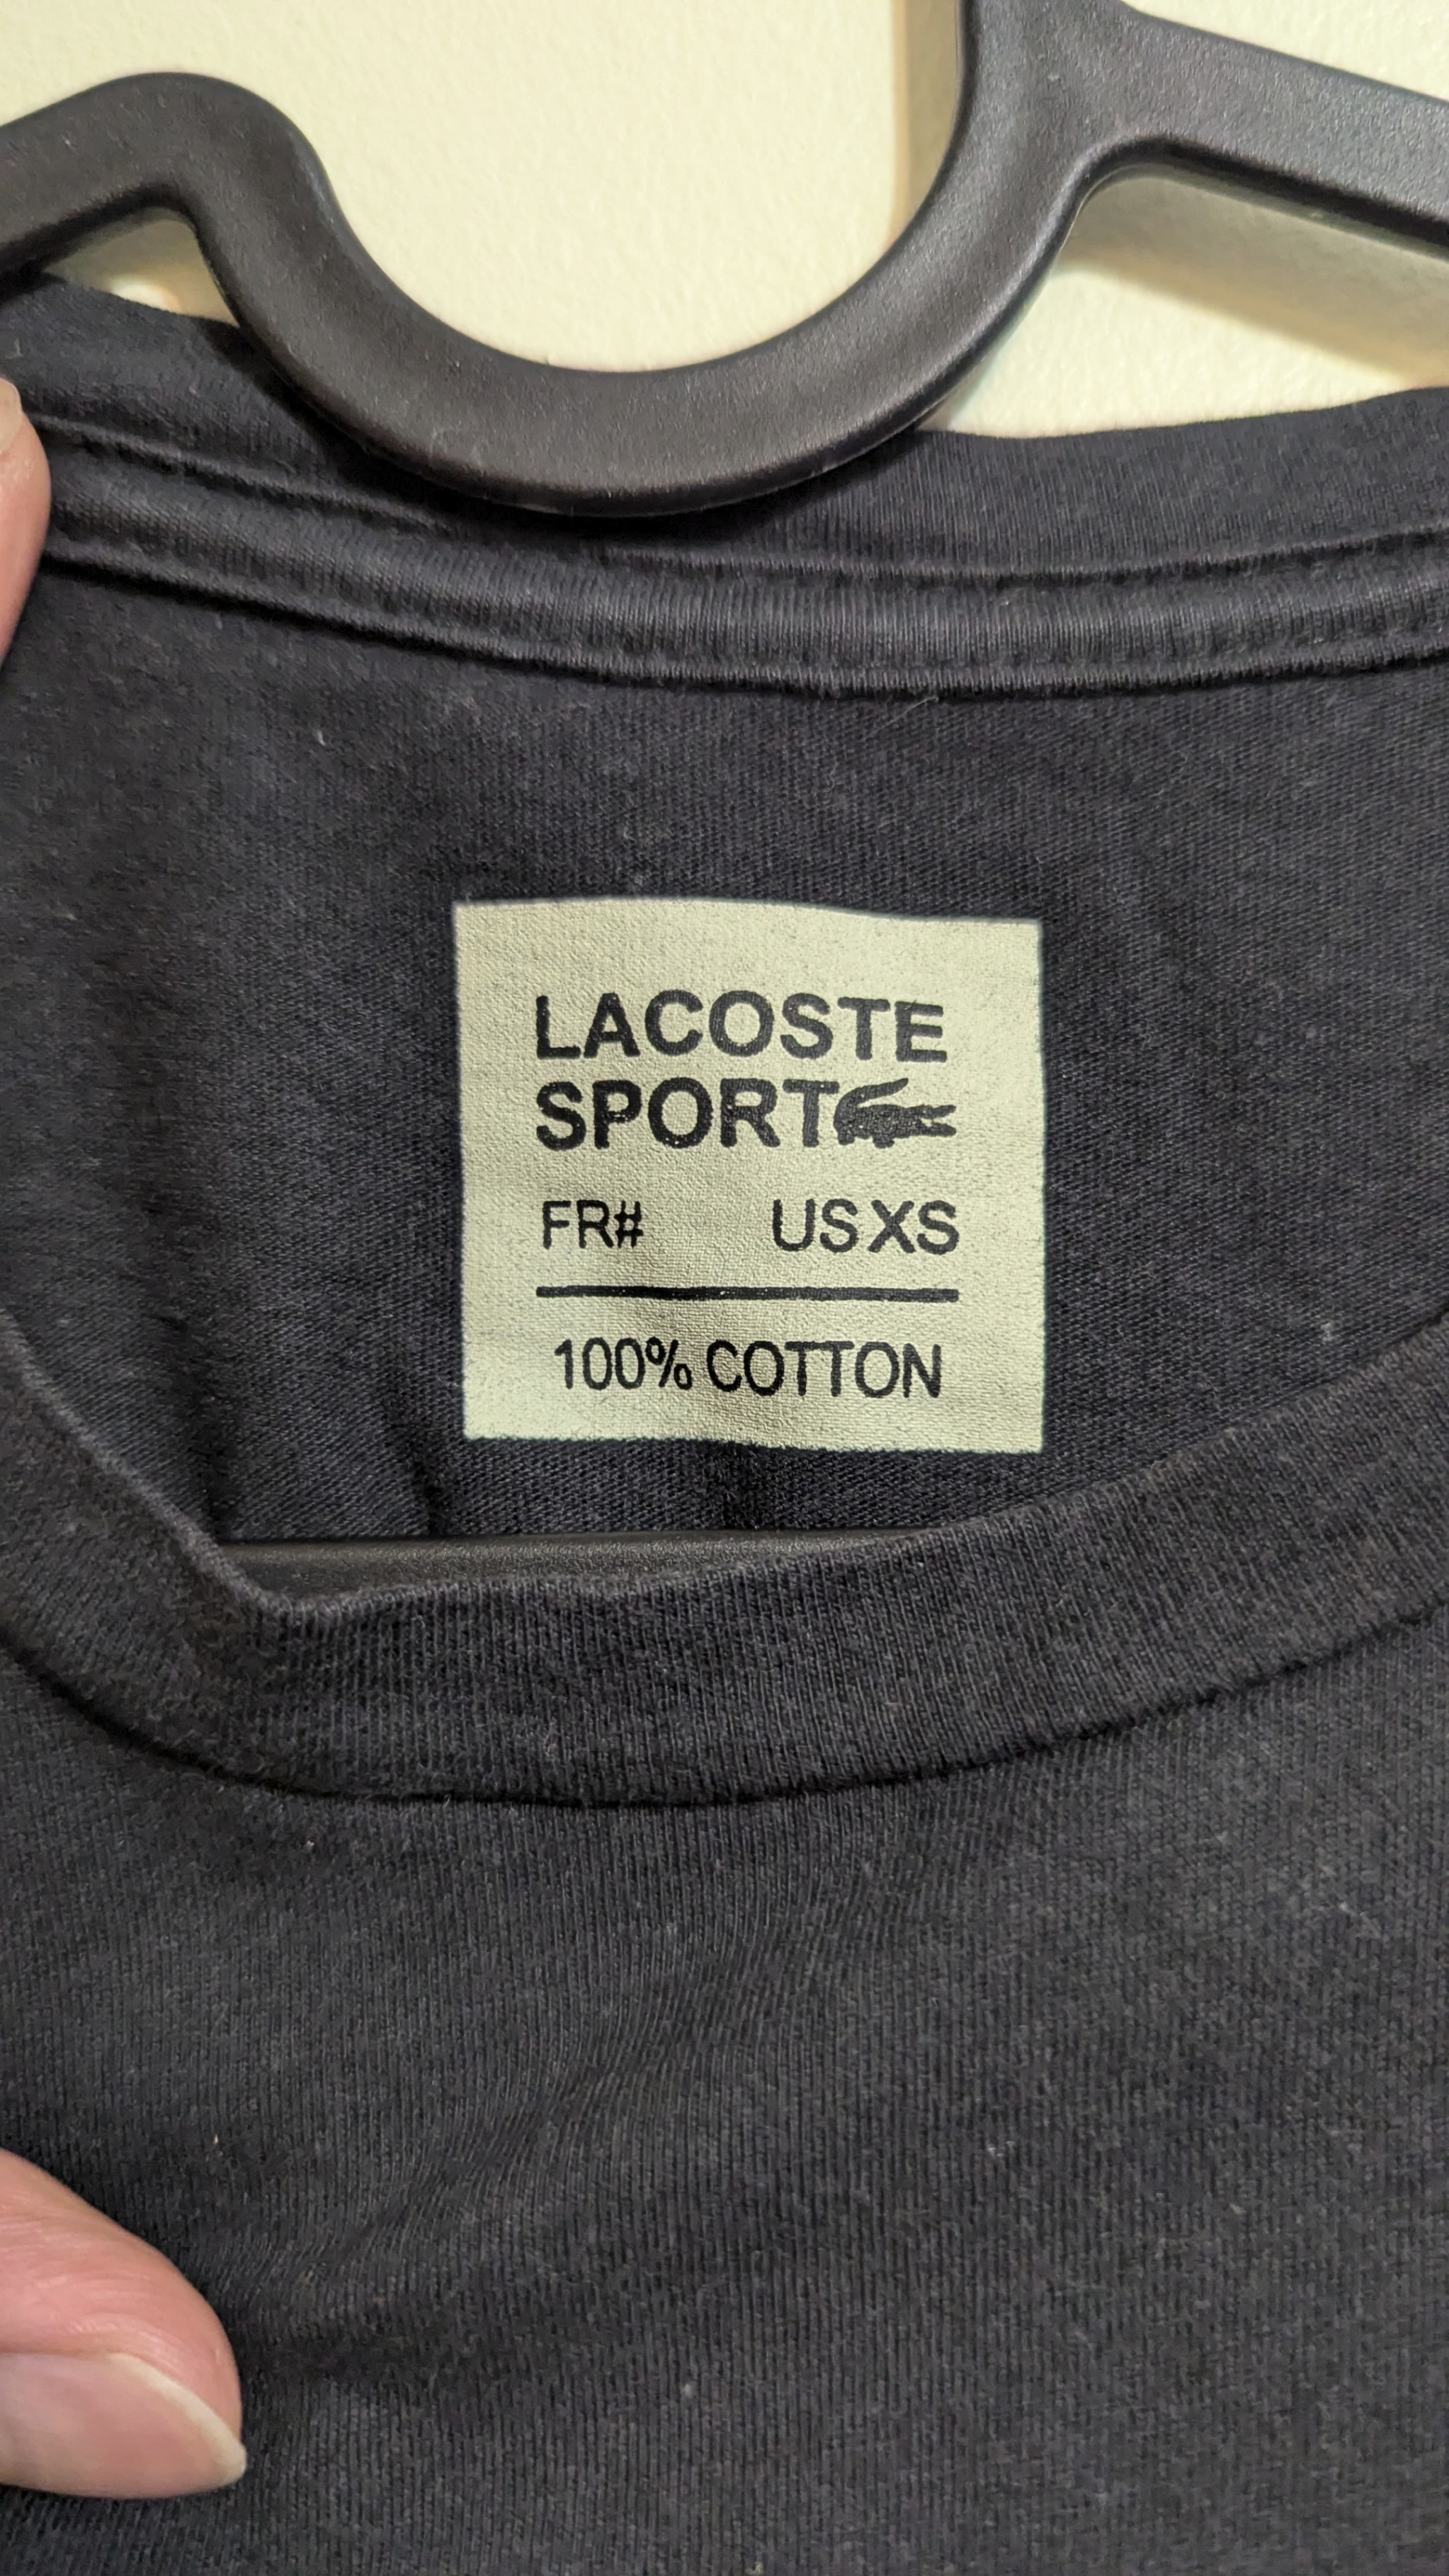 LACOSTE
SPORT
FR# US XS
100% COTTON